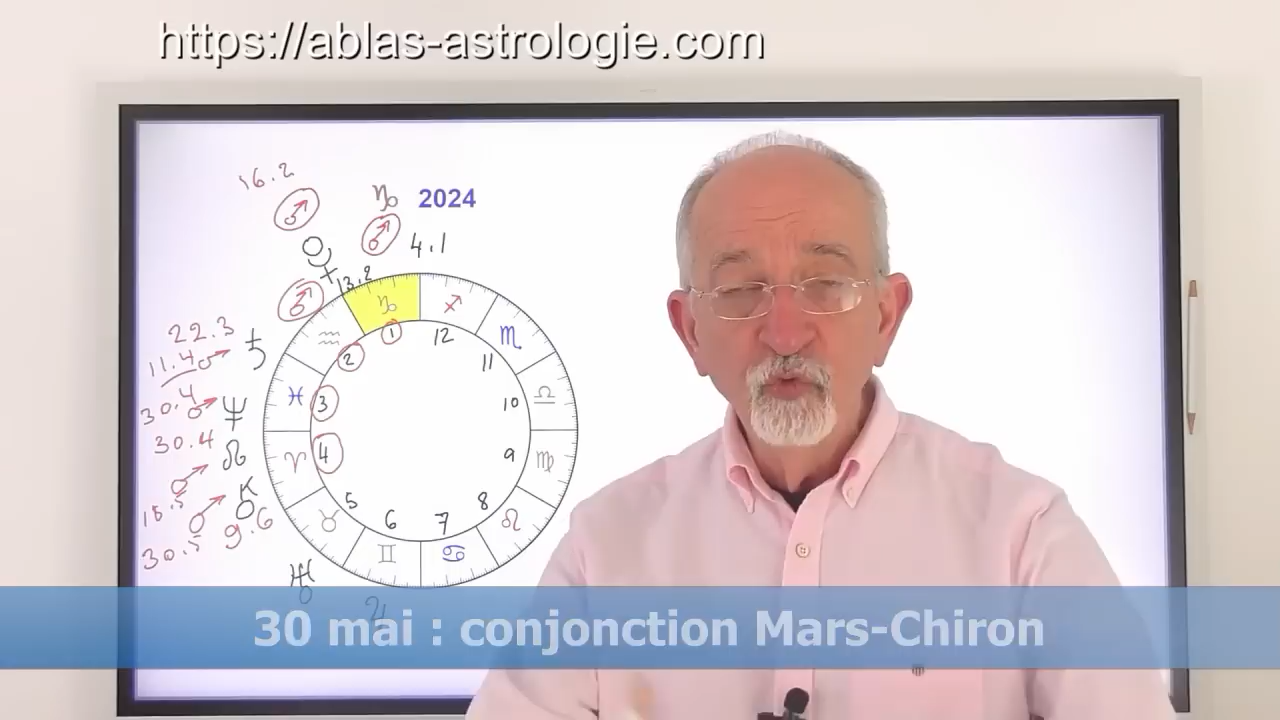 https://ablas-astrologie.com
16.2
♑ 2024
♂
♂ 4.1
♀ 13.2
♂
♑ ♐
22.3 ♄ ♒ 1 12 ♏
11.4 ♂ 2 11
30.4 ♂ ♆ ♓ 3 10 ♎
30.4 ☊
♂ ♈ 4 9 ♍
18.5 ♂ ⚷ 5 8
9.6 ♉ 6 7 ♌
30.5 ♊ ♋
♅
♃
30 mai : conjonction Mars-Chiron